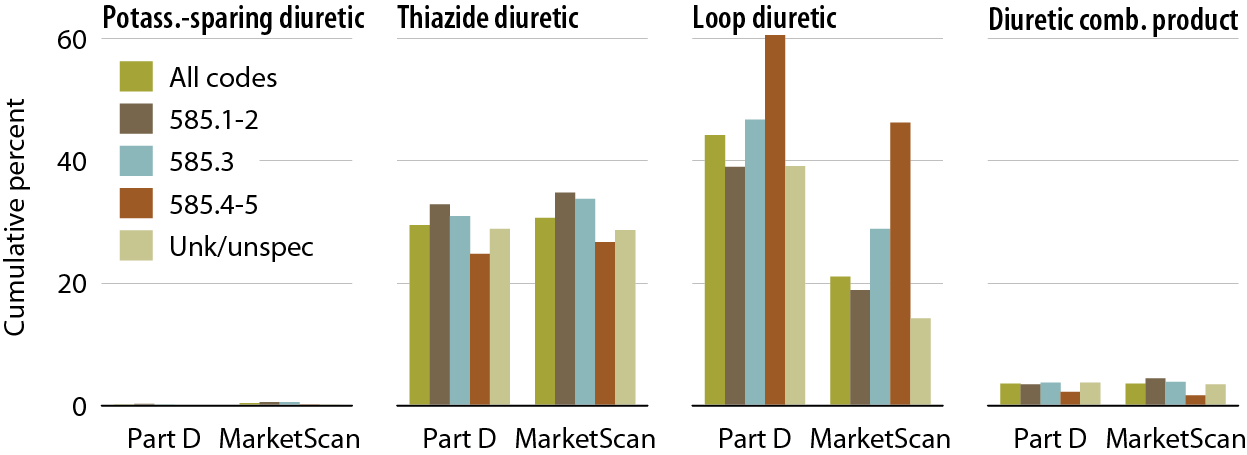 Potass.-sparing diuretic
Thiazide diuretic
Loop diuretic
Diuretic comb. product
Cumulative percent
60
40
20
0
All codes
585.1-2
585.3
585.4-5
Unk/unspec
Part D MarketScan
Part D MarketScan
Part D MarketScan
Part D MarketScan